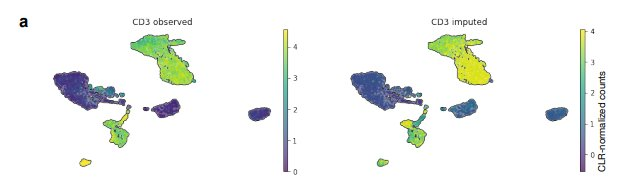 a
CD3 observed
CD3 imputed
4
3
2
1
0
4
3
2
1
0
CLR-normalized counts